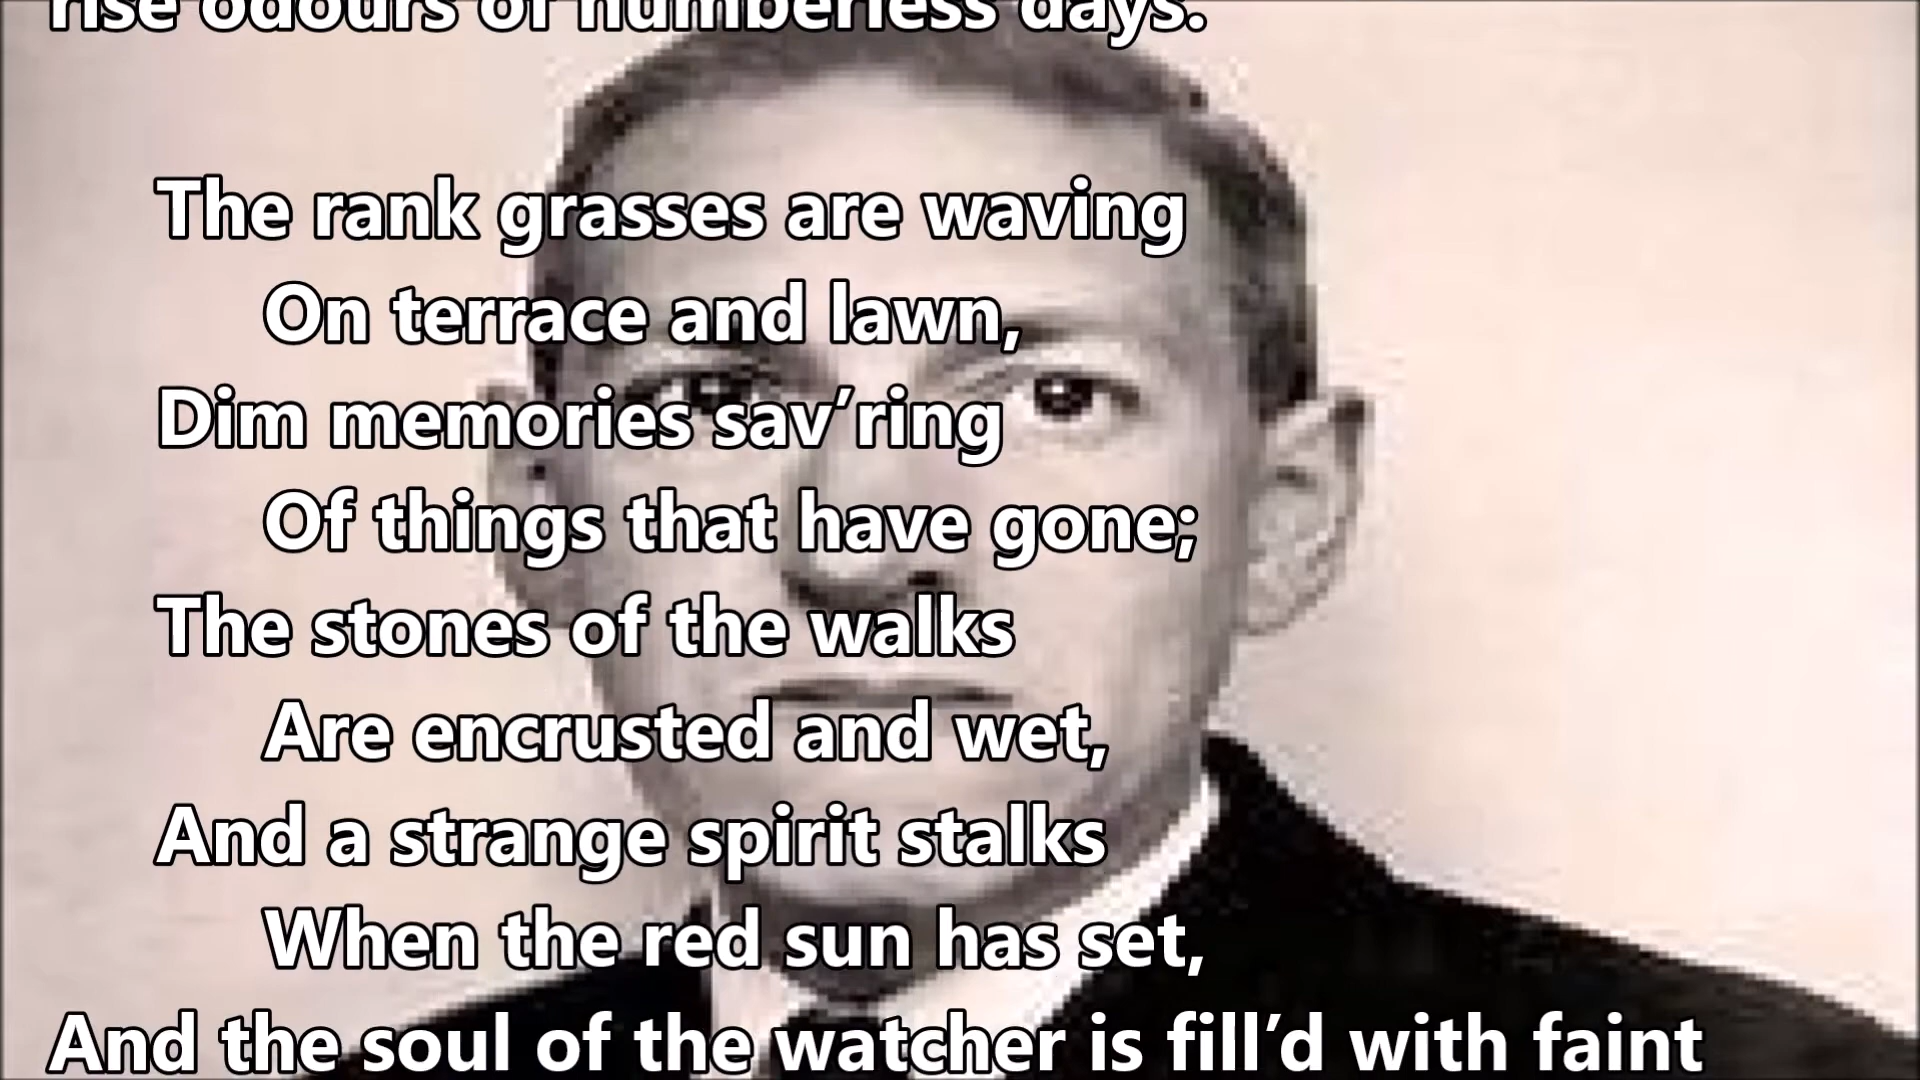 rise odours of numberless days.
The rank grasses are waving
On terrace and lawn,
Dim memories sav’ring
Of things that have gone;
The stones of the walks
Are encrusted and wet,
And a strange spirit stalks
When the red sun has set,
And the soul of the watcher is fill’d with faint